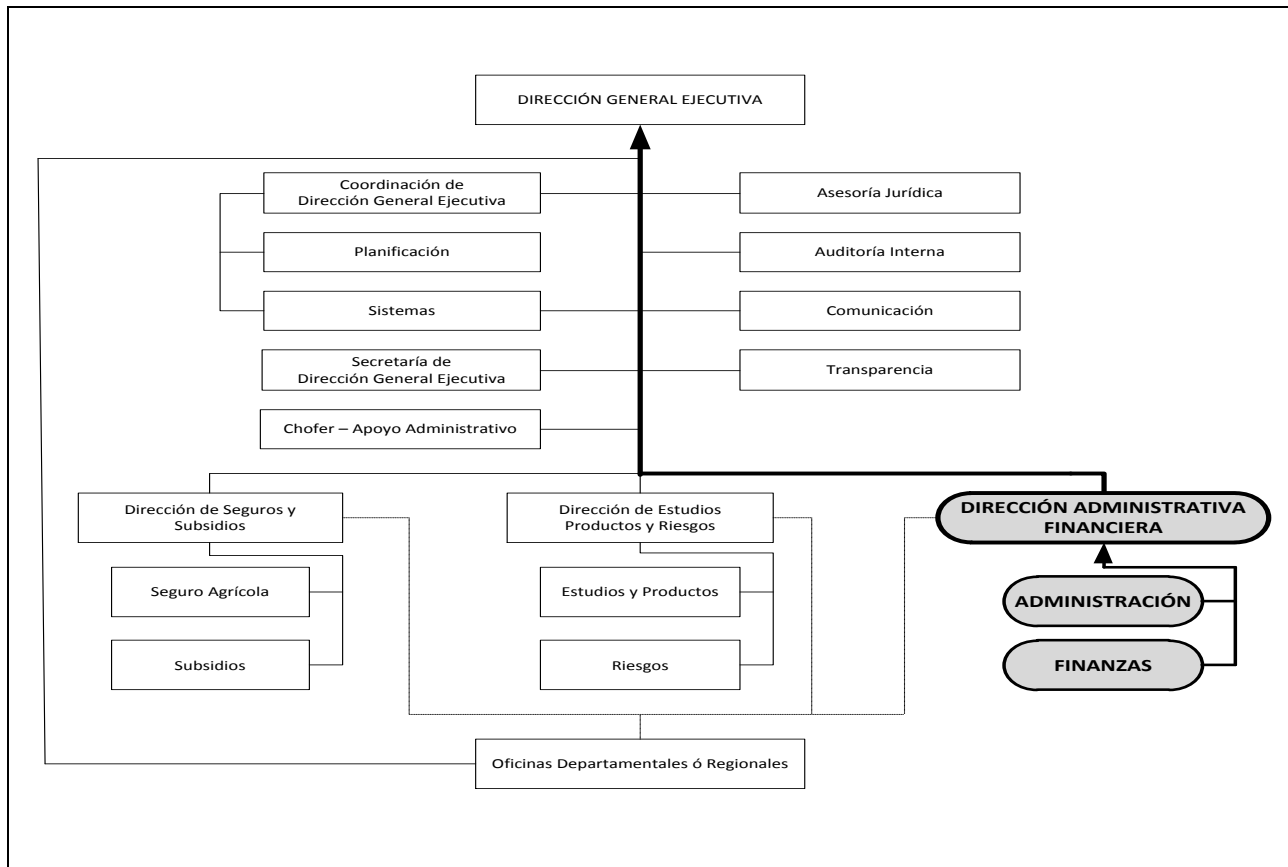 DIRECCIÓN GENERAL EJECUTIVA
Coordinación de
Dirección General Ejecutiva
Asesoría Jurídica
Planificación
Auditoría Interna
Sistemas
Comunicación
Secretaría de
Dirección General Ejecutiva
Transparencia
Chofer – Apoyo Administrativo
Dirección de Seguros y
Subsidios
Dirección de Estudios
Productos y Riesgos
DIRECCIÓN ADMINISTRATIVA
FINANCIERA
Seguro Agrícola
Estudios y Productos
ADMINISTRACIÓN
Subsidios
Riesgos
FINANZAS
Oficinas Departamentales ó Regionales